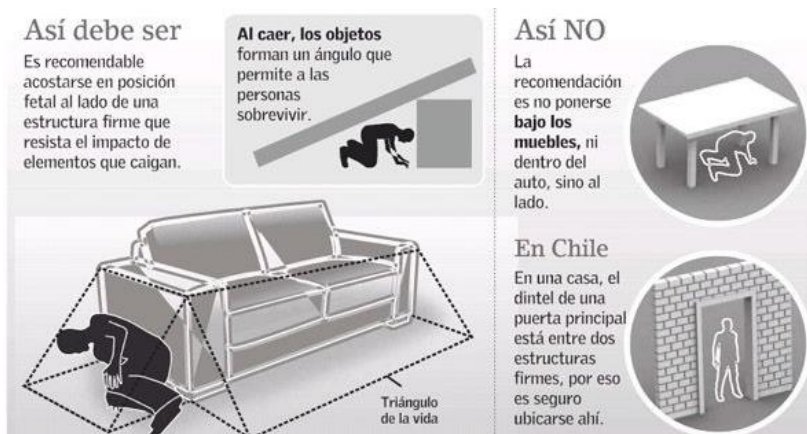 Así debe ser
Es recomendable
acostarse en posición
fetal al lado de una
estructura firme que
resista el impacto de
elementos que caigan.
Al caer, los objetos
forman un ángulo que
permite a las
personas
sobrevivir.
Triángulo
de la vida
Así NO
La
recomendación
es no ponerse
bajo los
muebles, ni
dentro del
auto, sino al
lado.
En Chile
En una casa, el
dintel de una
puerta principal
está entre dos
estructuras
firmes, por eso
es seguro
ubicarse ahí.